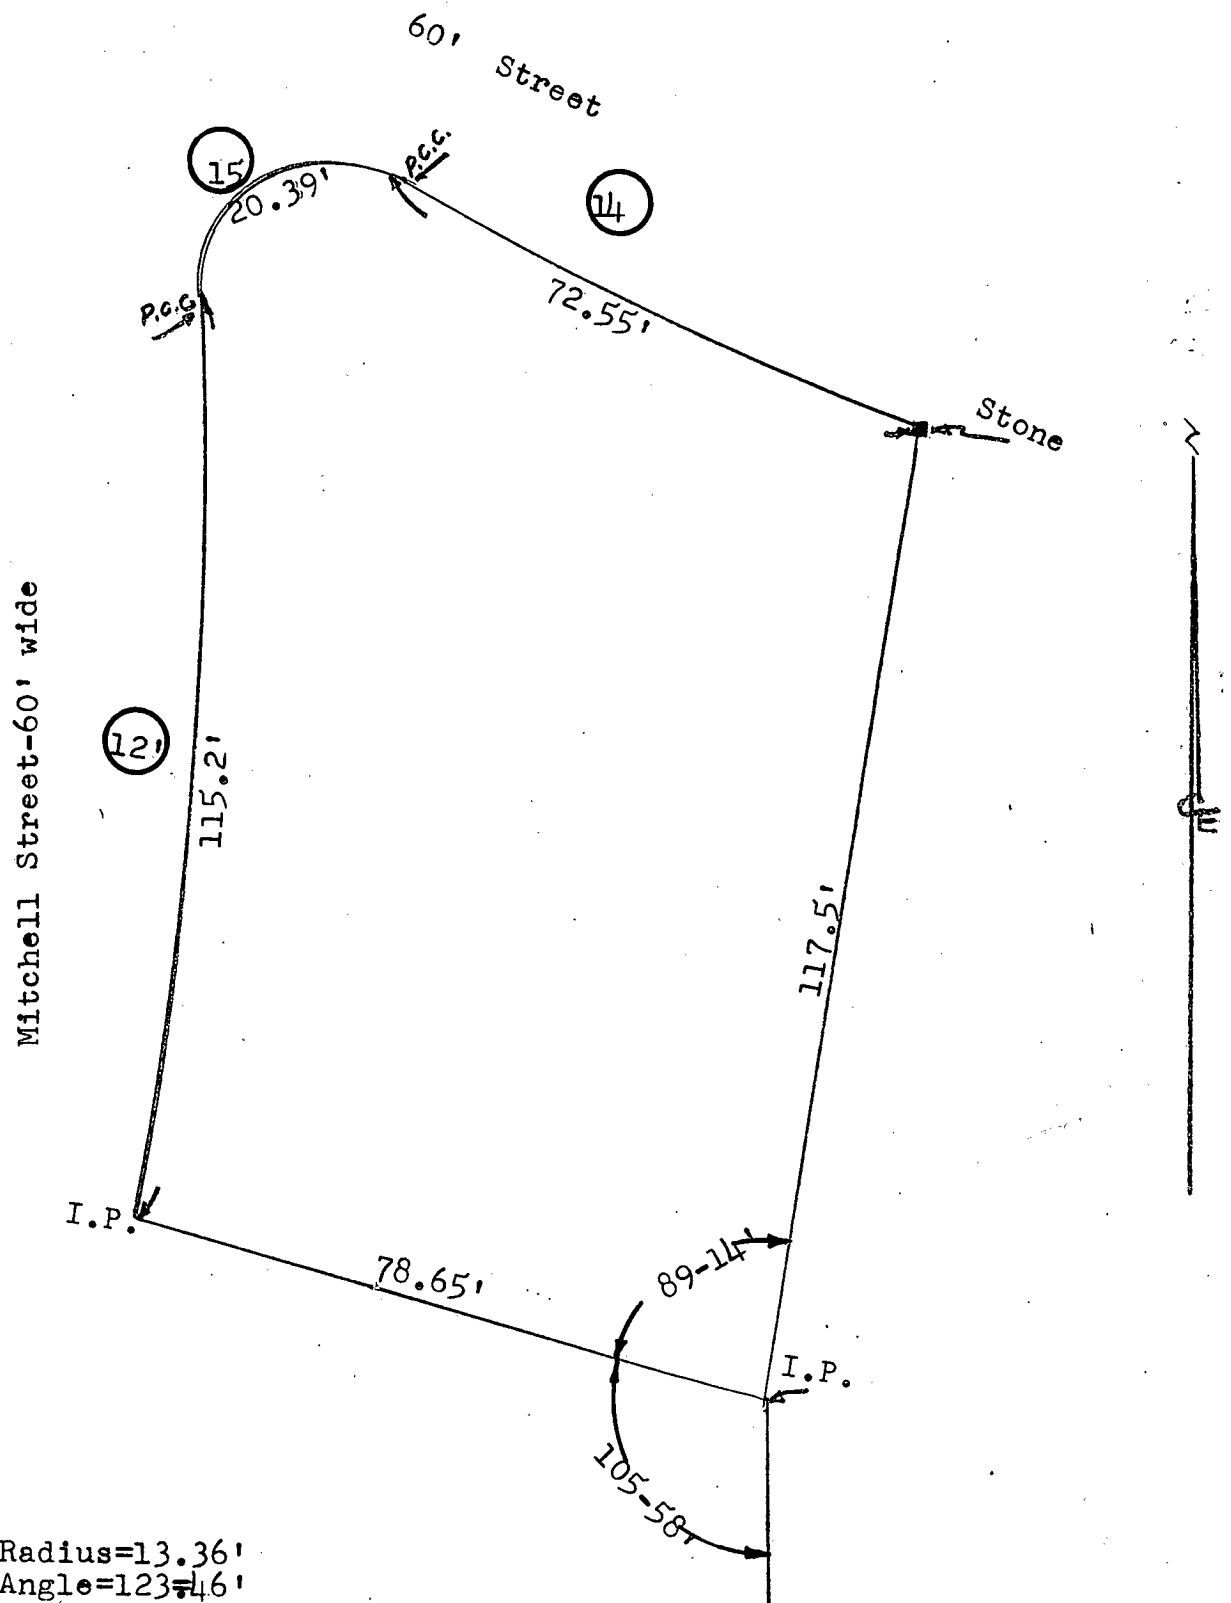 60' Street
15
20.39'
P.C.C.
14
72.55'
P.C.C
Stone
Mitchell Street-60' wide
12'
115.2'
117.5'
I.P.
78.65'
89-14'
I.P.
105-58'
Radius=13.36'
Angle=123-46'